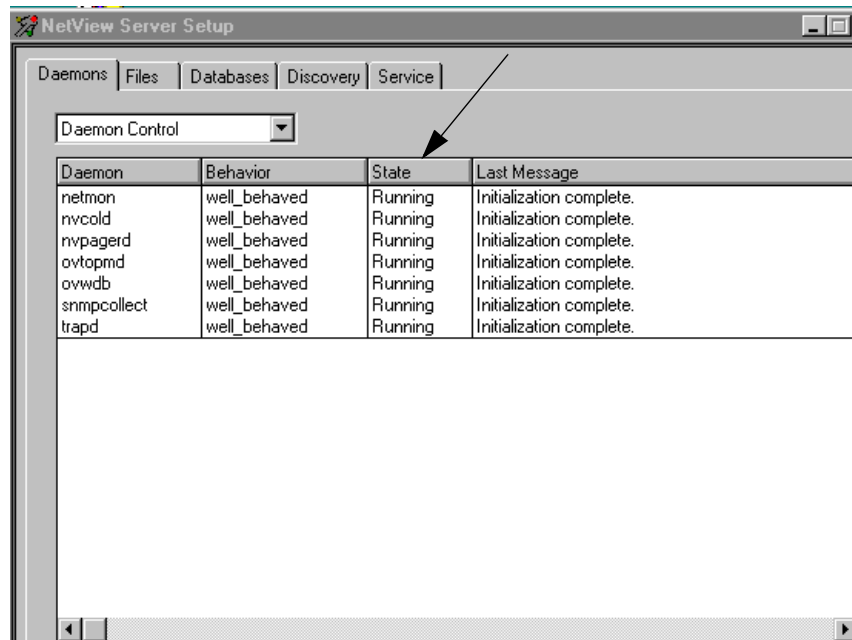 NetView Server Setup
Daemons Files Databases Discovery Service
Daemon Control
Daemon Behavior State Last Message
netmon well_behaved Running Initialization complete.
nvcold well_behaved Running Initialization complete.
nvpagerd well_behaved Running Initialization complete.
ovtopmd well_behaved Running Initialization complete.
ovwdb well_behaved Running Initialization complete.
snmpcollect well_behaved Running Initialization complete.
trapd well_behaved Running Initialization complete.